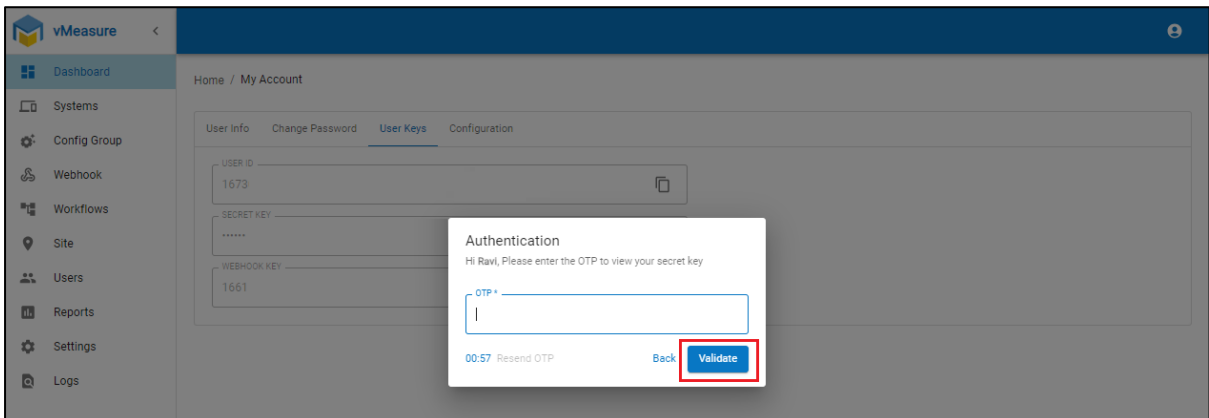 vMeasure
Dashboard
Systems
Config Group
Webhook
Workflows
Site
Users
Reports
Settings
Logs
Home / My Account
User Info Change Password User Keys Configuration
USER ID
1673
SECRET KEY
••••••
WEBHOOK KEY
1661
Authentication
Hi Ravi, Please enter the OTP to view your secret key
OTP *
00:57 Resend OTP Back Validate